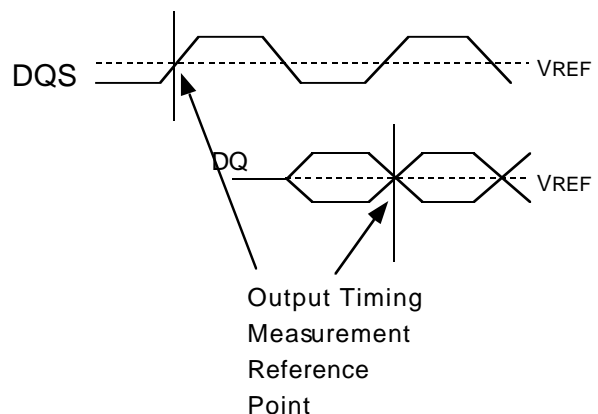 DQS
VREF
DQ
VREF
Output Timing
Measurement
Reference
Point